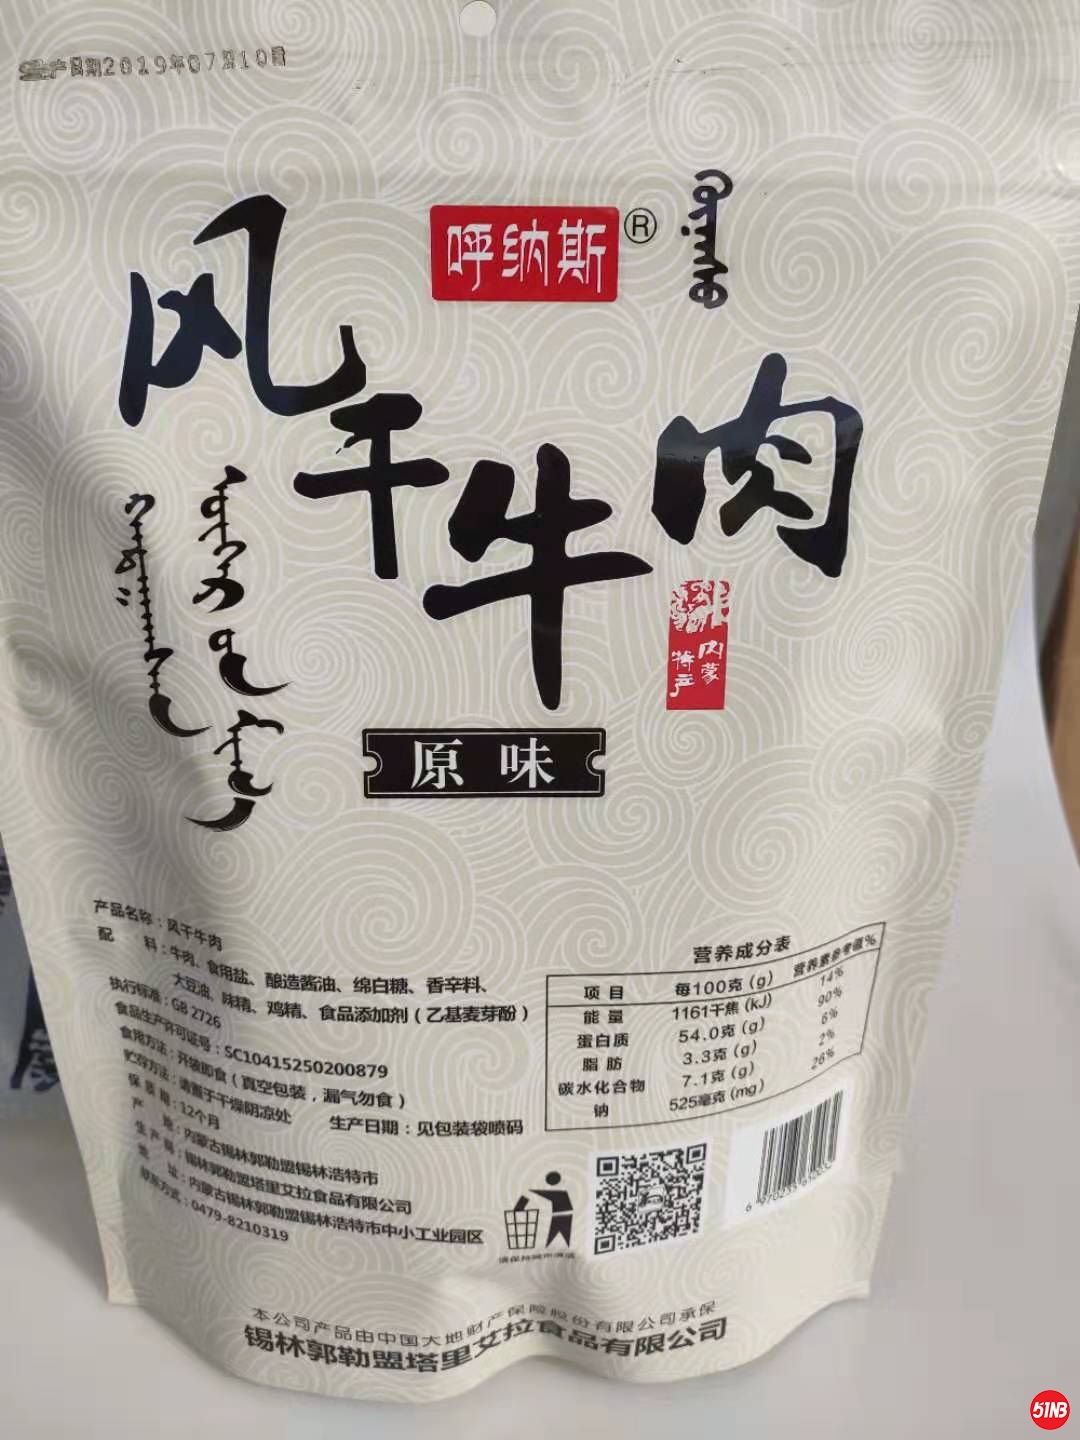 生产日期2019年07月10日
呼纳斯®
风干牛肉
内蒙
特产
原味
产品名称：风干牛肉
配 料：牛肉、食用盐、酿造酱油、绵白糖、香辛料、
大豆油、味精、鸡精、食品添加剂（乙基麦芽酚）
执行标准：GB 2726
食品生产许可证号：SC10415250200879
食用方法：开袋即食（真空包装，漏气勿食）
贮存方法：请置于干燥阴凉处
保 质 期：12个月 生产日期：见包装袋喷码
产 地：内蒙古锡林郭勒盟锡林浩特市
生 产 商：锡林郭勒盟塔里艾拉食品有限公司
地 址：内蒙古锡林郭勒盟锡林浩特市中小工业园区
联系方式：0479-8210319
营养成分表
项 目 每100克(g) 营养素参考值%
能 量 1161千焦(kJ) 14%
蛋白质 54.0克(g) 90%
脂 肪 3.3克(g) 6%
碳水化合物 7.1克(g) 2%
钠 525毫克(mg) 26%
请保持城市清洁
本公司产品由中国大地财产保险股份有限公司承保
锡林郭勒盟塔里艾拉食品有限公司
51NB